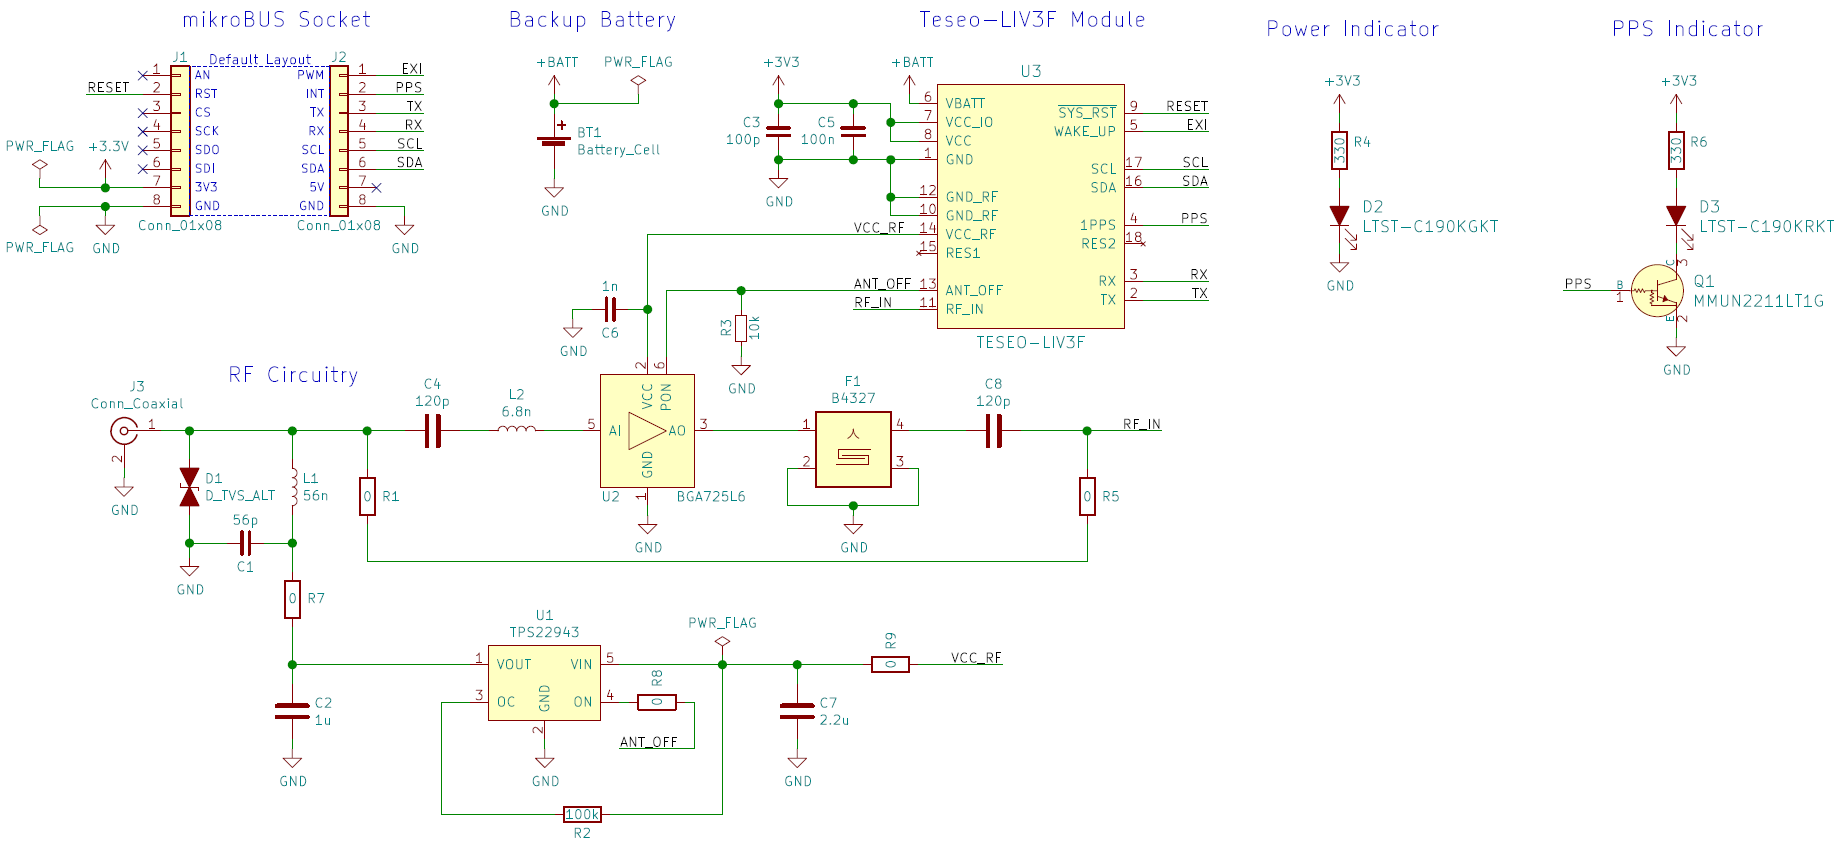 mikroBUS Socket
J1
J2
Default Layout
1 AN
RESET 2 RST
3 CS
4 SCK
5 SDO
6 SDI
7 3V3
8 GND
PWM 1 EXI
INT 2 PPS
TX 3 TX
RX 4 RX
SCL 5 SCL
SDA 6 SDA
5V 7
GND 8
PWR_FLAG
+3.3V
PWR_FLAG
GND
Conn_01x08
Conn_01x08
GND
Backup Battery
+BATT
PWR_FLAG
+
BT1
Battery_Cell
GND
Teseo-LIV3F Module
+3V3
+BATT
C3
100p
C5
100n
GND
U3
6 VBATT
7 VCC_IO
8 VCC
1 GND
12 GND_RF
10 GND_RF
VCC_RF 14 VCC_RF
15 RES1
ANT_OFF 13 ANT_OFF
RF_IN 11 RF_IN
SYS_RST 9 RESET
WAKE_UP 5 EXI
SCL 17 SCL
SDA 16 SDA
1PPS 4 PPS
RES2 18
RX 3 RX
TX 2 TX
TESEO-LIV3F
Power Indicator
+3V3
330
R4
D2
LTST-C190KGKT
GND
PPS Indicator
+3V3
330
R6
D3
LTST-C190KRKT
C
3
PPS
B
1
Q1
MMUN2211LT1G
E
2
GND
RF Circuitry
J3
Conn_Coaxial
1
2
GND
D1
D_TVS_ALT
L1
56n
56p
C1
GND
0
R1
0
R7
C4
120p
L2
6.8n
1n
C6
GND
R3
10k
GND
2
6
VCC
PON
5 AI
AO 3
GND
1
U2
BGA725L6
GND
F1
B4327
1
2
4
3
GND
C8
120p
RF_IN
0
R5
U1
TPS22943
1 VOUT
3 OC
VIN 5
ON 4
GND
2
GND
C2
1u
GND
R8
0
ANT_OFF
PWR_FLAG
R9
0
VCC_RF
C7
2.2u
GND
100k
R2